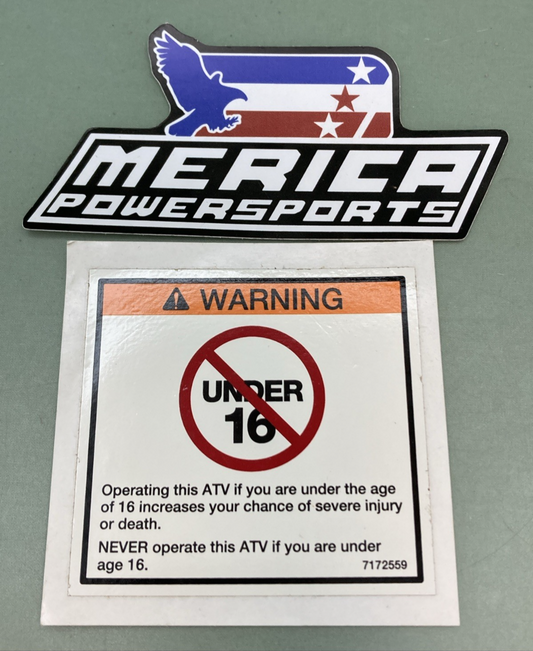 MERICA
POWERSPORTS
WARNING
UNDER
16
Operating this ATV if you are under the age
of 16 increases your chance of severe injury
or death.
NEVER operate this ATV if you are under
age 16.
7172559